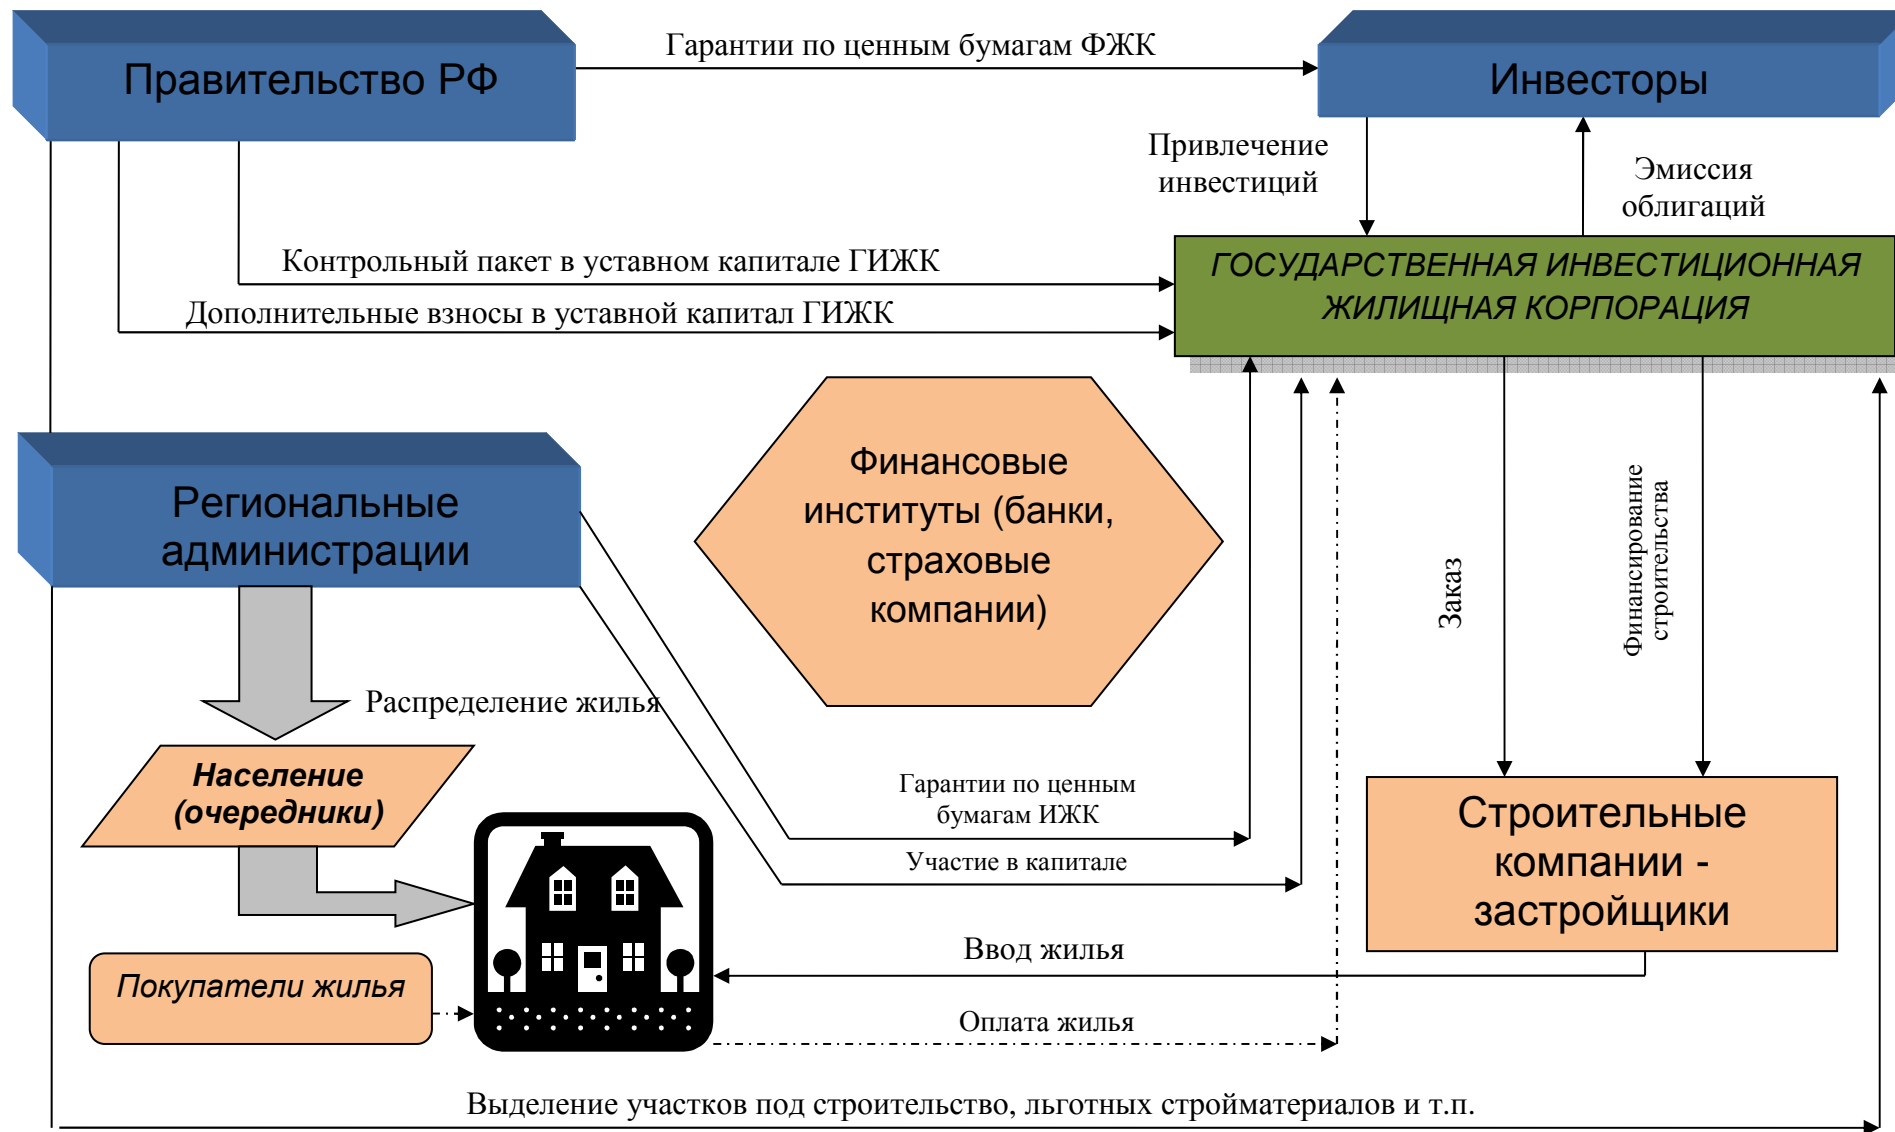 Гарантии по ценным бумагам ФЖК
Правительство РФ
Инвесторы
Привлечение
инвестиций
Эмиссия
облигаций
Контрольный пакет в уставном капитале ГИЖК
Дополнительные взносы в уставной капитал ГИЖК
ГОСУДАРСТВЕННАЯ ИНВЕСТИЦИОННАЯ
ЖИЛИЩНАЯ КОРПОРАЦИЯ
Региональные
администрации
Финансовые
институты (банки,
страховые
компании)
Заказ
Финансирование
строительства
Распределение жилья
Население
(очередники)
Гарантии по ценным
бумагам ИЖК
Участие в капитале
Строительные
компании -
застройщики
Ввод жилья
Покупатели жилья
Оплата жилья
Выделение участков под строительство, льготных стройматериалов и т.п.